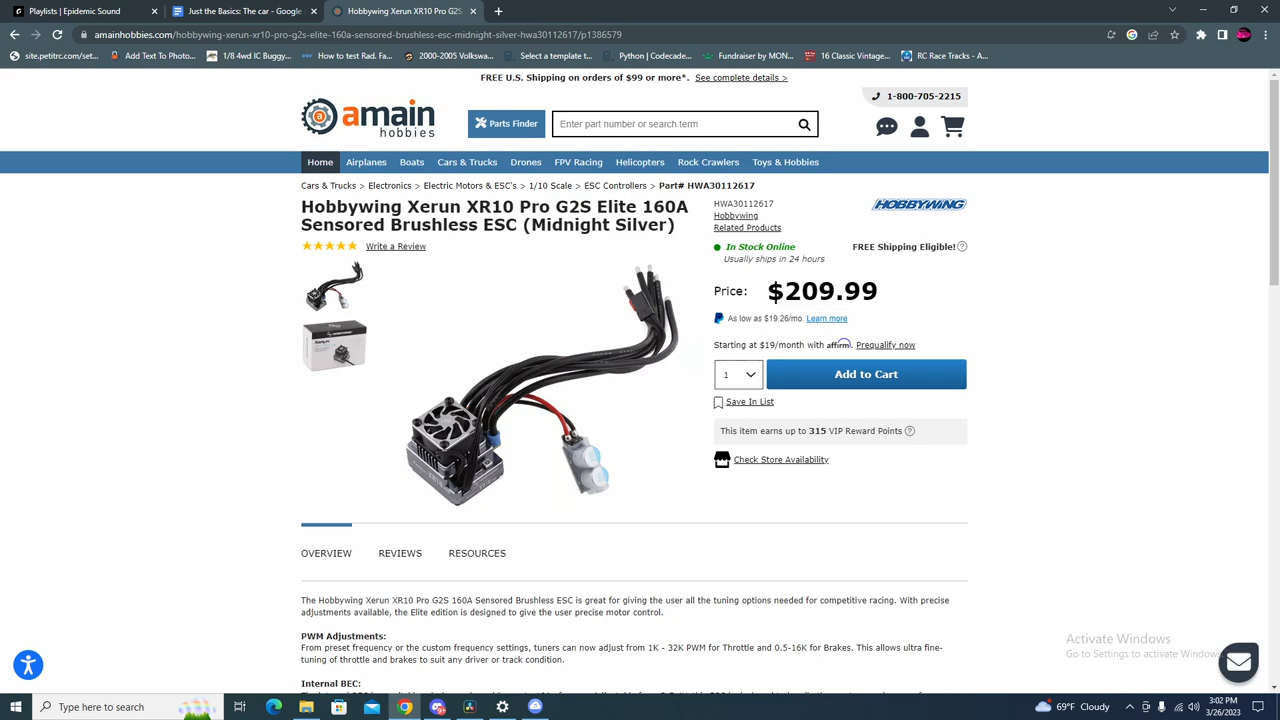 Playlists | Epidemic Sound
Just the Basics: The car - Google
Hobbywing Xerun XR10 Pro G2S
amainhobbies.com/hobbywing-xerun-xr10-pro-g2s-elite-160a-sensored-brushless-esc-midnight-silver-hwa30112617/p1386579
site.petitrc.com/set...
Add Text To Photo...
1/8 4wd IC Buggy...
How to test Rad. Fa...
2000-2005 Volksw...
Select a template t...
Python | Codecade...
Fundraiser by MON...
16 Classic Vintage...
RC Race Tracks - A...
FREE U.S. Shipping on orders of $99 or more*. See complete details >
1-800-705-2215
amain
hobbies
Parts Finder
Enter part number or search term
Home Airplanes Boats Cars & Trucks Drones FPV Racing Helicopters Rock Crawlers Toys & Hobbies
Cars & Trucks > Electronics > Electric Motors & ESC's > 1/10 Scale > ESC Controllers > Part# HWA30112617
Hobbywing Xerun XR10 Pro G2S Elite 160A
Sensored Brushless ESC (Midnight Silver)
Write a Review
HWA30112617
Hobbywing
Related Products
HOBBYWING
In Stock Online
Usually ships in 24 hours
FREE Shipping Eligible!
Price: $209.99
As low as $19.26/mo. Learn more
Starting at $19/month with affirm. Prequalify now
1
Add to Cart
Save In List
This item earns up to 315 VIP Reward Points
Check Store Availability
OVERVIEW REVIEWS RESOURCES
The Hobbywing Xerun XR10 Pro G2S 160A Sensored Brushless ESC is great for giving the user all the tuning options needed for competitive racing. With precise
adjustments available, the Elite edition is designed to give the user precise motor control.
PWM Adjustments:
From preset frequency or the custom frequency settings, tuners can now adjust from 1K - 32K PWM for Throttle and 0.5-16K for Brakes. This allows ultra fine-
tuning of throttle and brakes to suit any driver or track condition.
Internal BEC:
Activate Windows
Go to Settings to activate Windows
Type here to search
69°F Cloudy
3:02 PM
3/26/2023